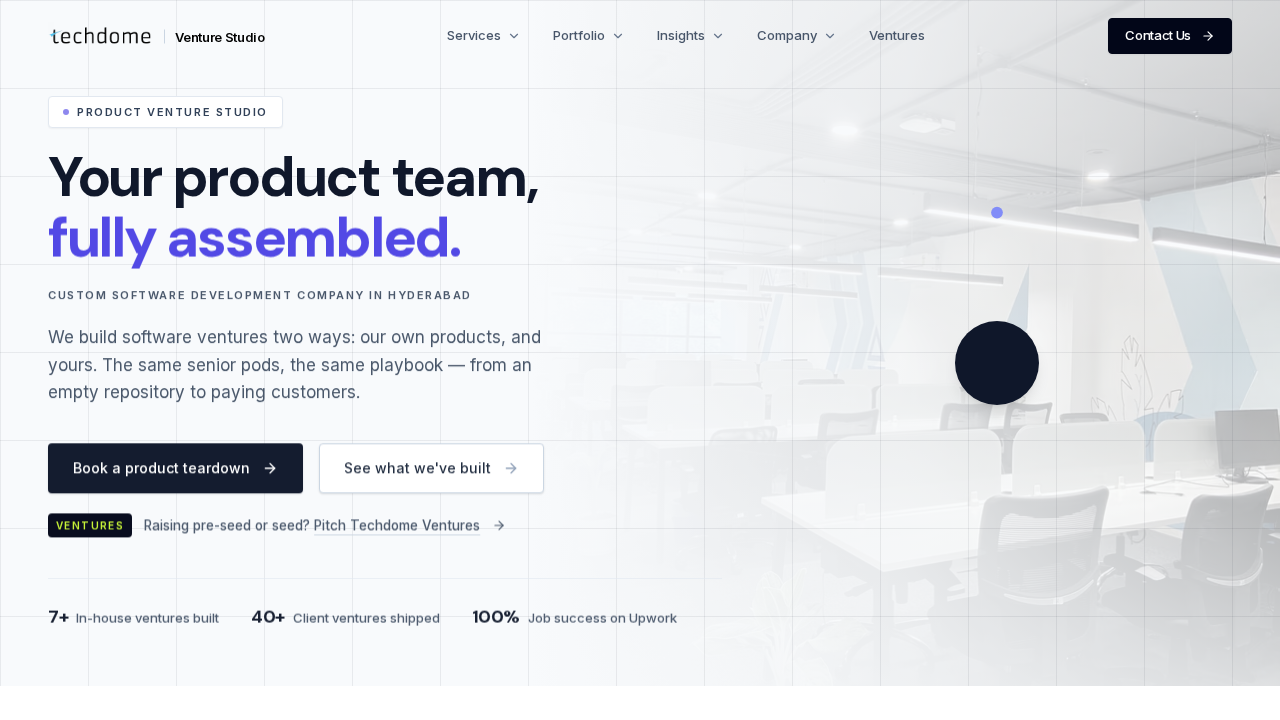 techdome | Venture Studio
Services
Portfolio
Insights
Company
Ventures
Contact Us
PRODUCT VENTURE STUDIO
Your product team,
fully assembled.
CUSTOM SOFTWARE DEVELOPMENT COMPANY IN HYDERABAD
We build software ventures two ways: our own products, and
yours. The same senior pods, the same playbook — from an
empty repository to paying customers.
Book a product teardown
See what we've built
VENTURES Raising pre-seed or seed? Pitch Techdome Ventures
7+ In-house ventures built
40+ Client ventures shipped
100% Job success on Upwork